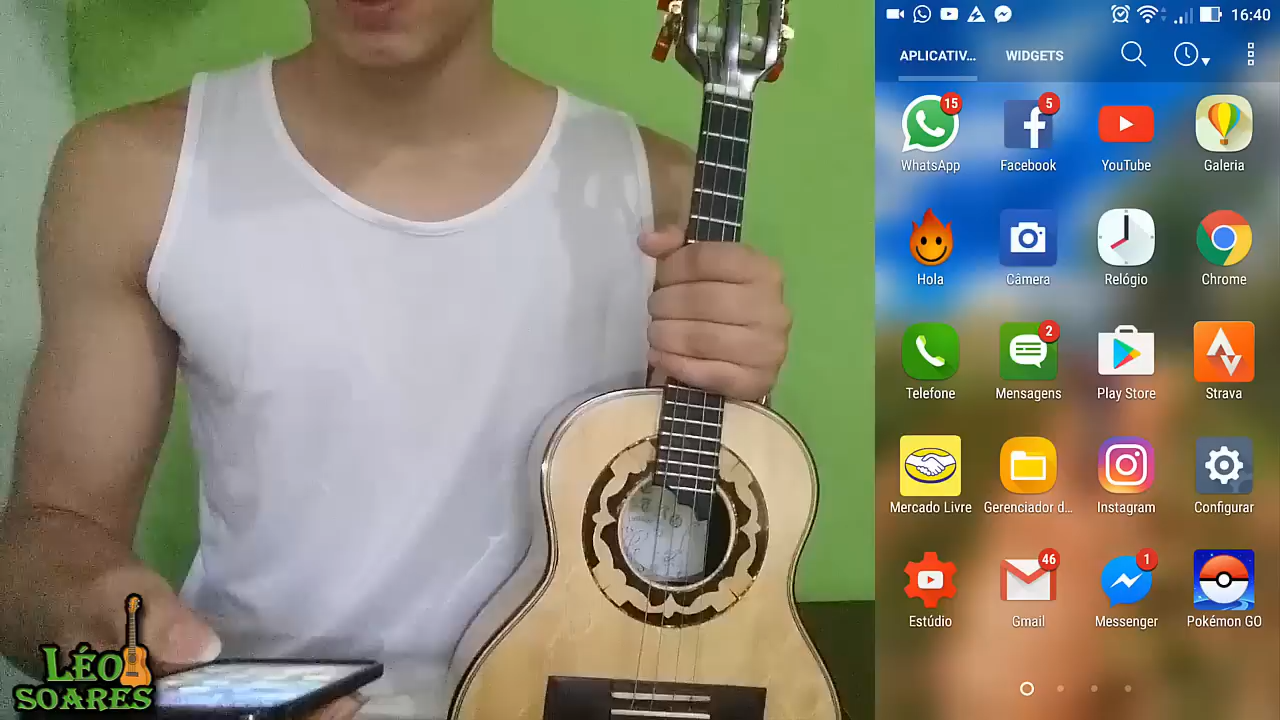 LÉO
SOARES
16:40
APLICATIV...
WIDGETS
15
5
WhatsApp
Facebook
YouTube
Galeria
Hola
Câmera
Relógio
Chrome
2
Telefone
Mensagens
Play Store
Strava
Mercado Livre
Gerenciador d...
Instagram
Configurar
46
1
Estúdio
Gmail
Messenger
Pokémon GO